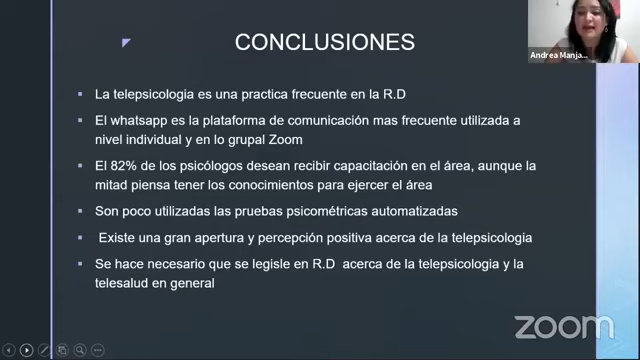 Andrea Manja...
CONCLUSIONES
La telepsicologia es una practica frecuente en la R.D
El whatsapp es la plataforma de comunicación mas frecuente utilizada a
nivel individual y en lo grupal Zoom
El 82% de los psicólogos desean recibir capacitación en el área, aunque la
mitad piensa tener los conocimientos para ejercer el área
Son poco utilizadas las pruebas psicométricas automatizadas
Existe una gran apertura y percepción positiva acerca de la telepsicologia
Se hace necesario que se legisle en R.D acerca de la telepsicologia y la
telesalud en general
zoom